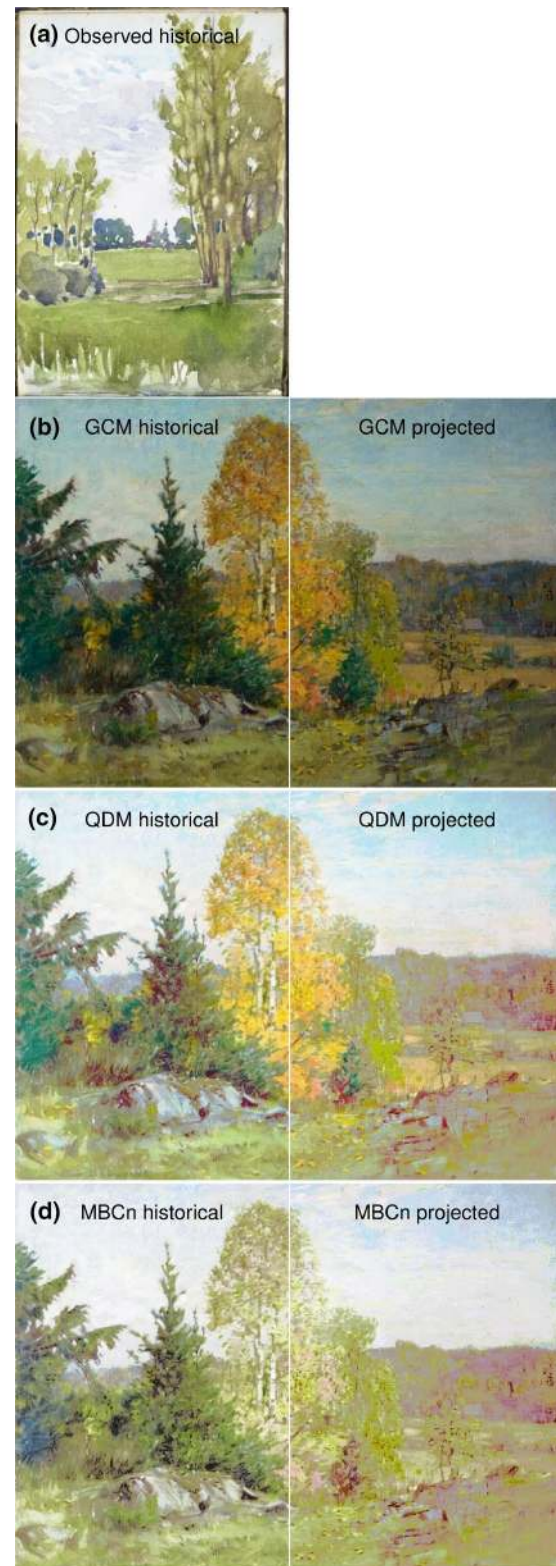 (a) Observed historical
(b) GCM historical GCM projected
(c) QDM historical QDM projected
(d) MBCn historical MBCn projected